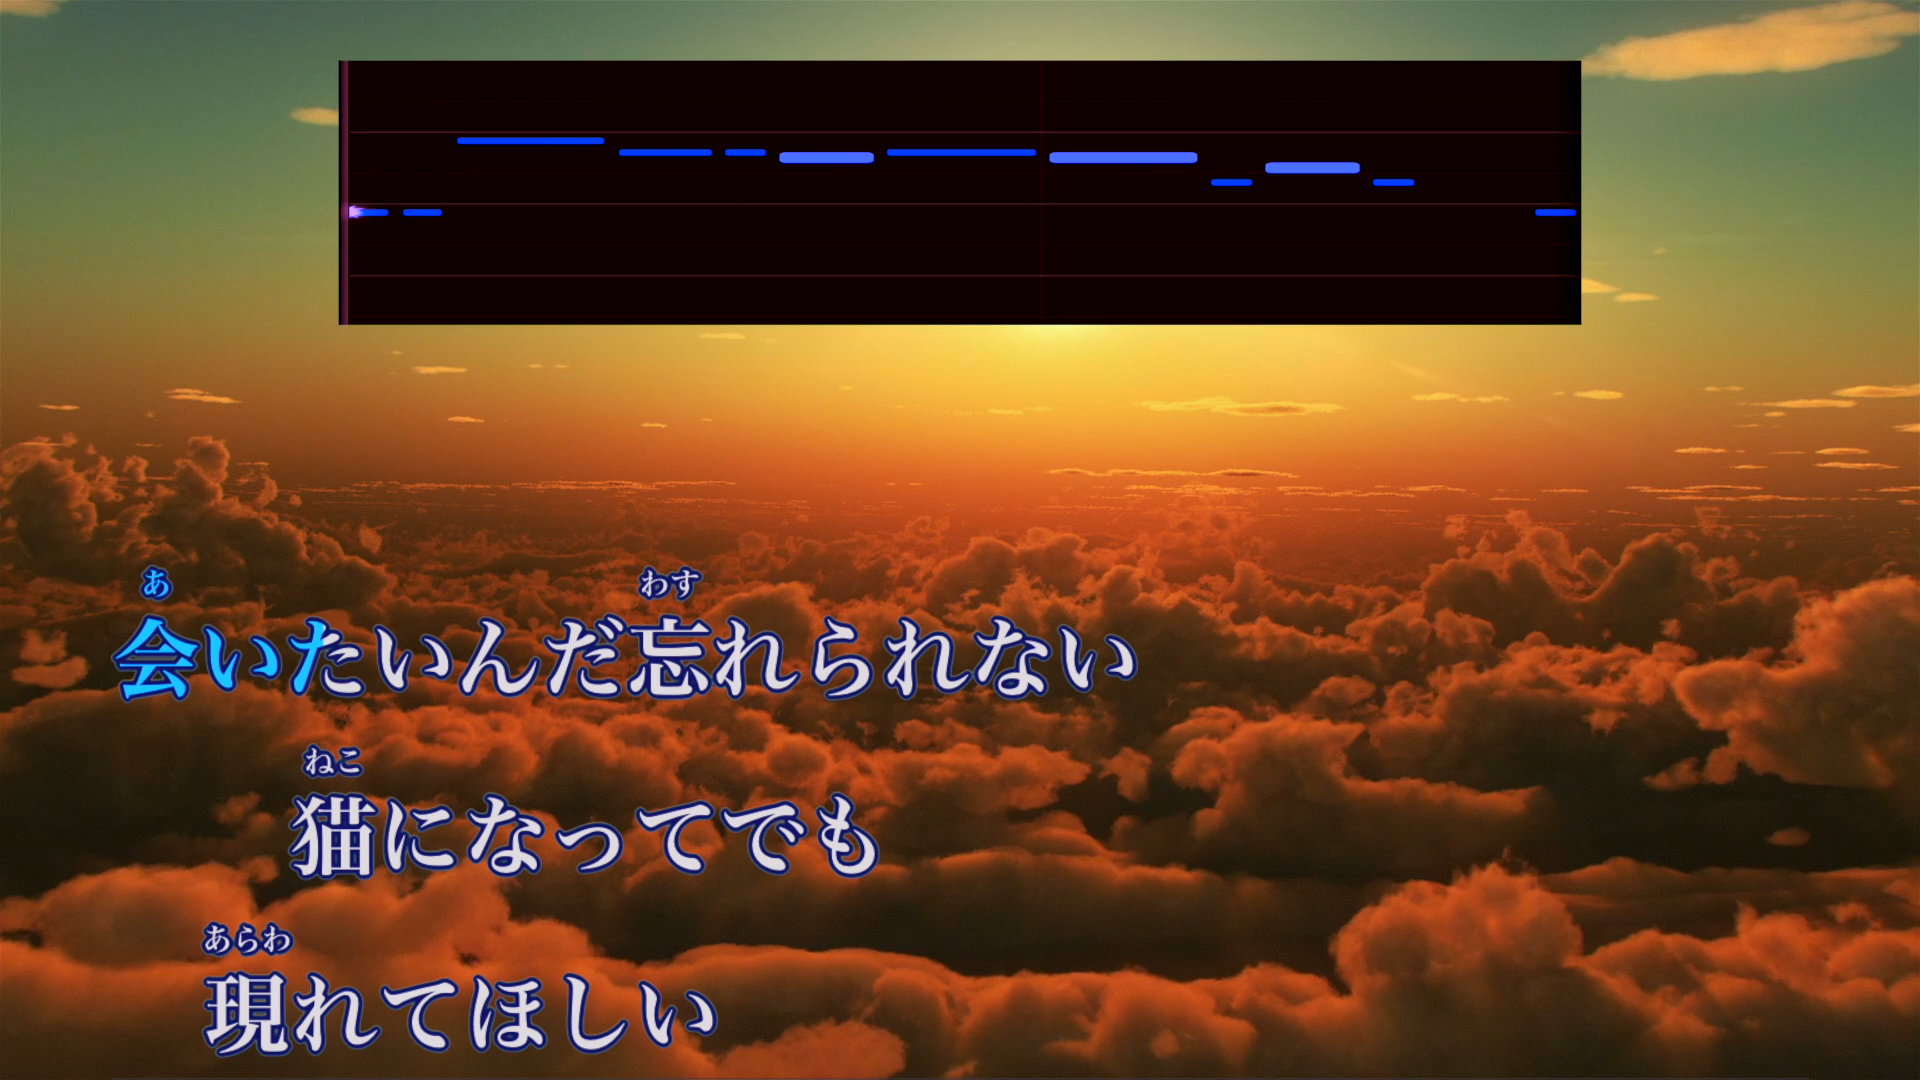 あ わす
会いたいんだ忘れられない
ねこ
猫になってでも
あらわ
現れてほしい